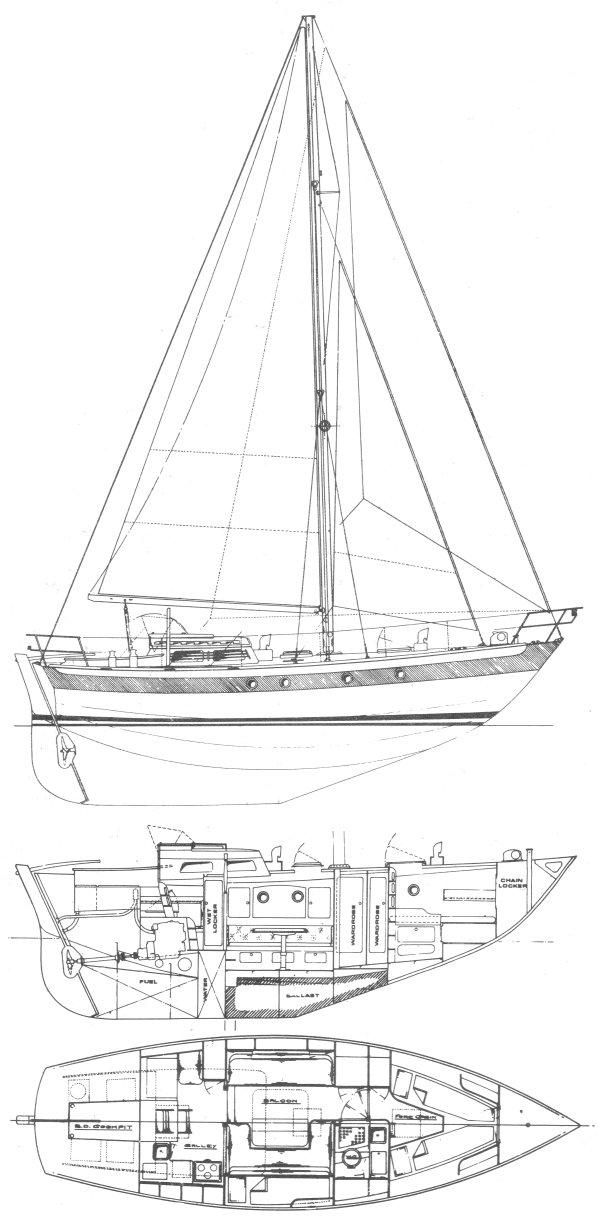 CHAIN
LOCKER
WET
LOCKER
WARDROBE
WARDROBE
FUEL
WATER
BALLAST
SALOON
FORE CABIN
S.D. COCKPIT
GALLEY
W.C